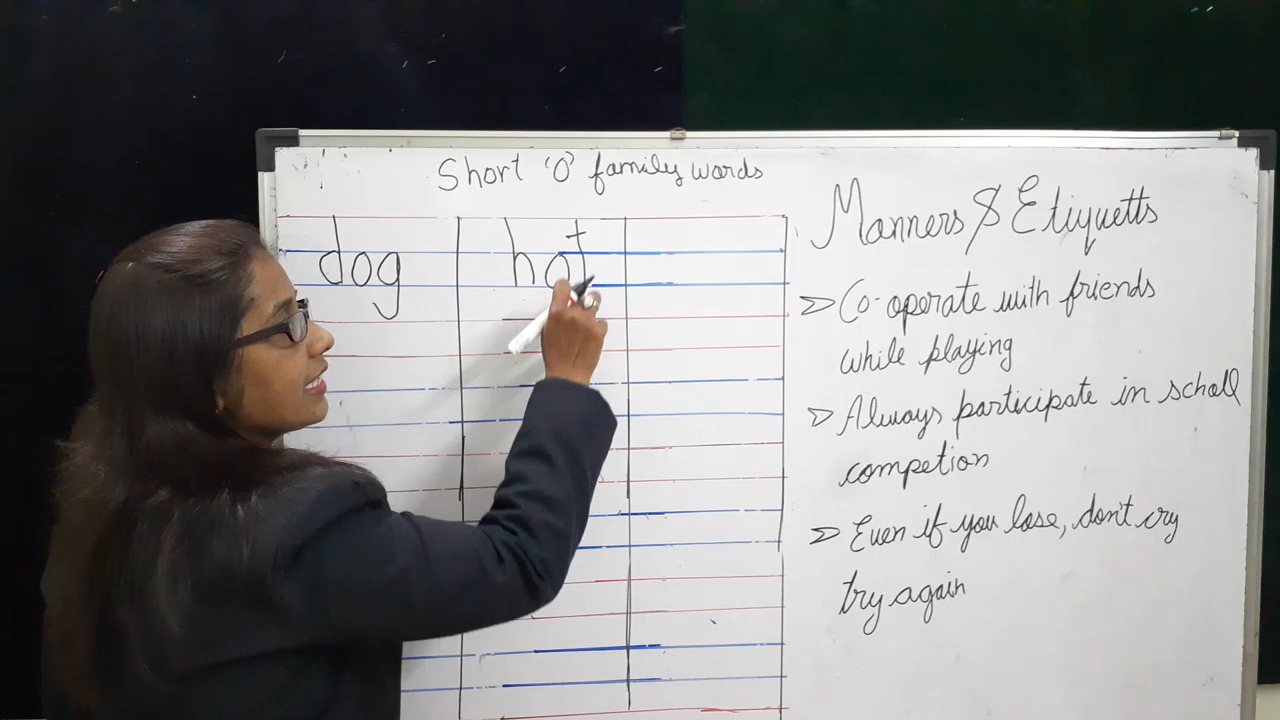 Short 'O' family words
dog hot
Manners & Etiquetts
Co-operate with friends
while playing
Always participate in scholl
competion
Even if you lose, don't cry
try again